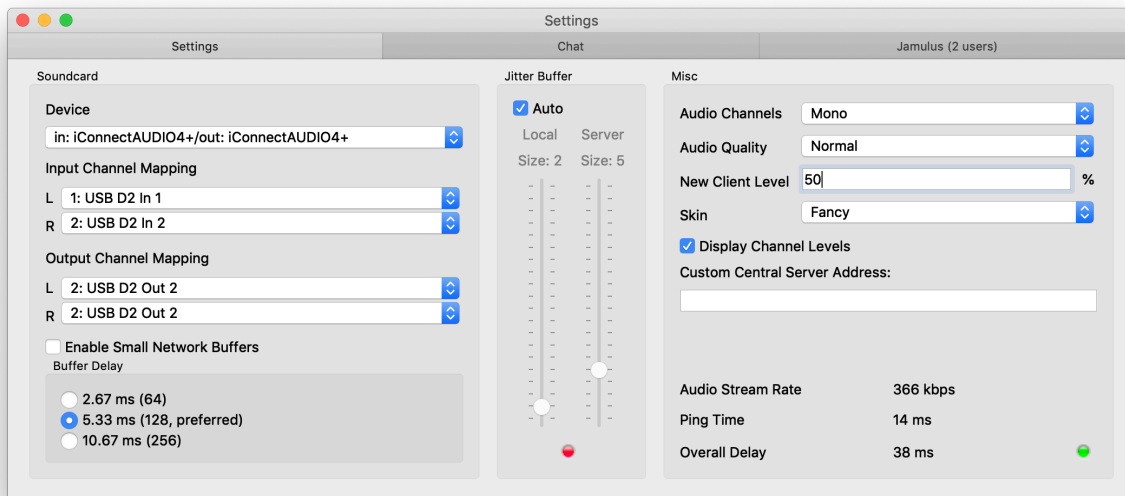 Settings
Settings
Chat
Jamulus (2 users)
Soundcard
Device
in: iConnectAUDIO4+/out: iConnectAUDIO4+
Input Channel Mapping
L 1: USB D2 In 1
R 2: USB D2 In 2
Output Channel Mapping
L 2: USB D2 Out 2
R 2: USB D2 Out 2
Enable Small Network Buffers
Buffer Delay
2.67 ms (64)
5.33 ms (128, preferred)
10.67 ms (256)
Jitter Buffer
Auto
Local Server
Size: 2 Size: 5
Misc
Audio Channels Mono
Audio Quality Normal
New Client Level 50 %
Skin Fancy
Display Channel Levels
Custom Central Server Address:
Audio Stream Rate 366 kbps
Ping Time 14 ms
Overall Delay 38 ms